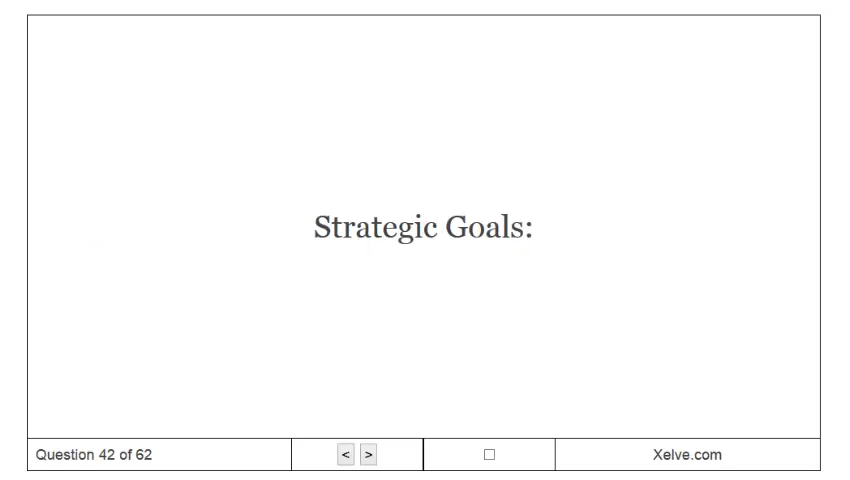 Strategic Goals:
Question 42 of 62
<
>
Xelve.com